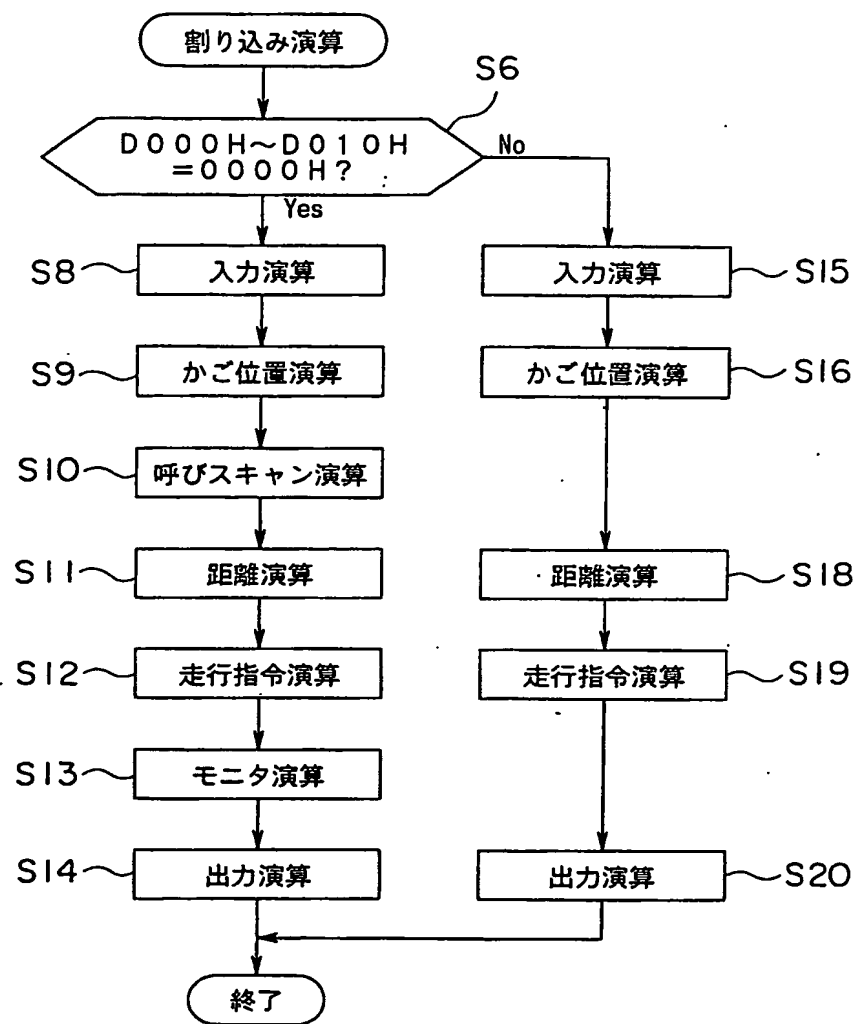 割り込み演算
S6
D000H~D010H
=0000H?
No
Yes
S8
入力演算
入力演算
S15
S9
かご位置演算
かご位置演算
S16
S10
呼びスキャン演算
S11
距離演算
距離演算
S18
S12
走行指令演算
走行指令演算
S19
S13
モニタ演算
S14
出力演算
出力演算
S20
終了